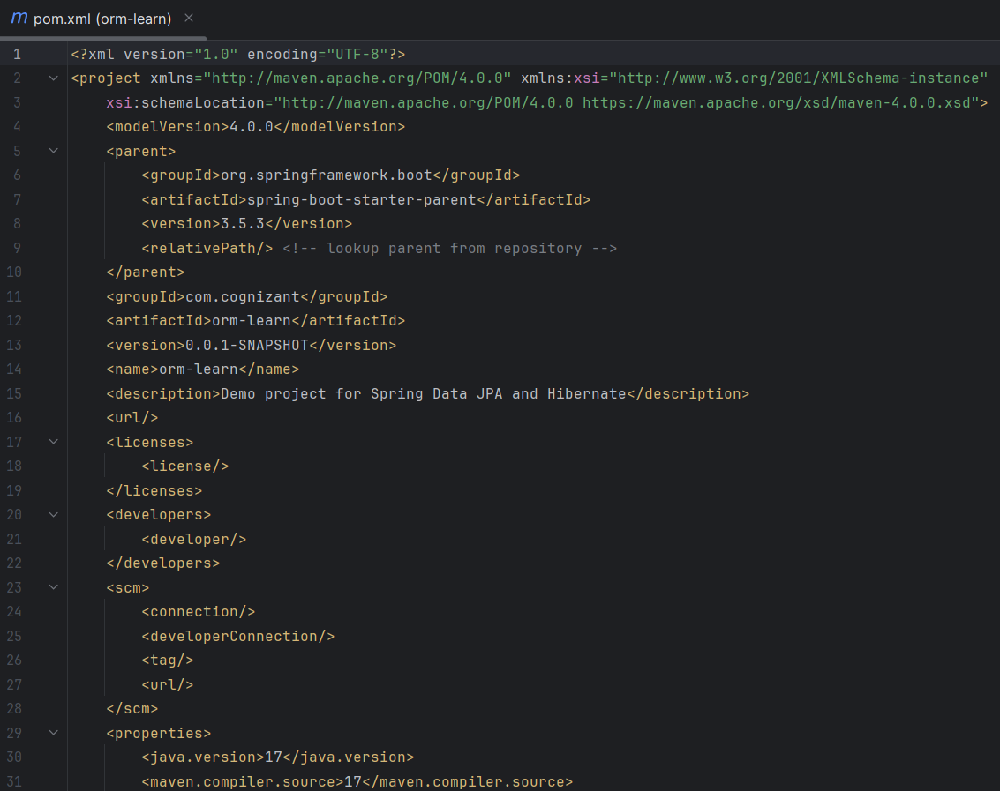 m pom.xml (orm-learn) ×
1 <?xml version="1.0" encoding="UTF-8"?>
2 <project xmlns="http://maven.apache.org/POM/4.0.0" xmlns:xsi="http://www.w3.org/2001/XMLSchema-instance"
3 xsi:schemaLocation="http://maven.apache.org/POM/4.0.0 https://maven.apache.org/xsd/maven-4.0.0.xsd">
4 <modelVersion>4.0.0</modelVersion>
5 <parent>
6 <groupId>org.springframework.boot</groupId>
7 <artifactId>spring-boot-starter-parent</artifactId>
8 <version>3.5.3</version>
9 <relativePath/> <!-- lookup parent from repository -->
10 </parent>
11 <groupId>com.cognizant</groupId>
12 <artifactId>orm-learn</artifactId>
13 <version>0.0.1-SNAPSHOT</version>
14 <name>orm-learn</name>
15 <description>Demo project for Spring Data JPA and Hibernate</description>
16 <url/>
17 <licenses>
18 <license/>
19 </licenses>
20 <developers>
21 <developer/>
22 </developers>
23 <scm>
24 <connection/>
25 <developerConnection/>
26 <tag/>
27 <url/>
28 </scm>
29 <properties>
30 <java.version>17</java.version>
31 <maven.compiler.source>17</maven.compiler.source>